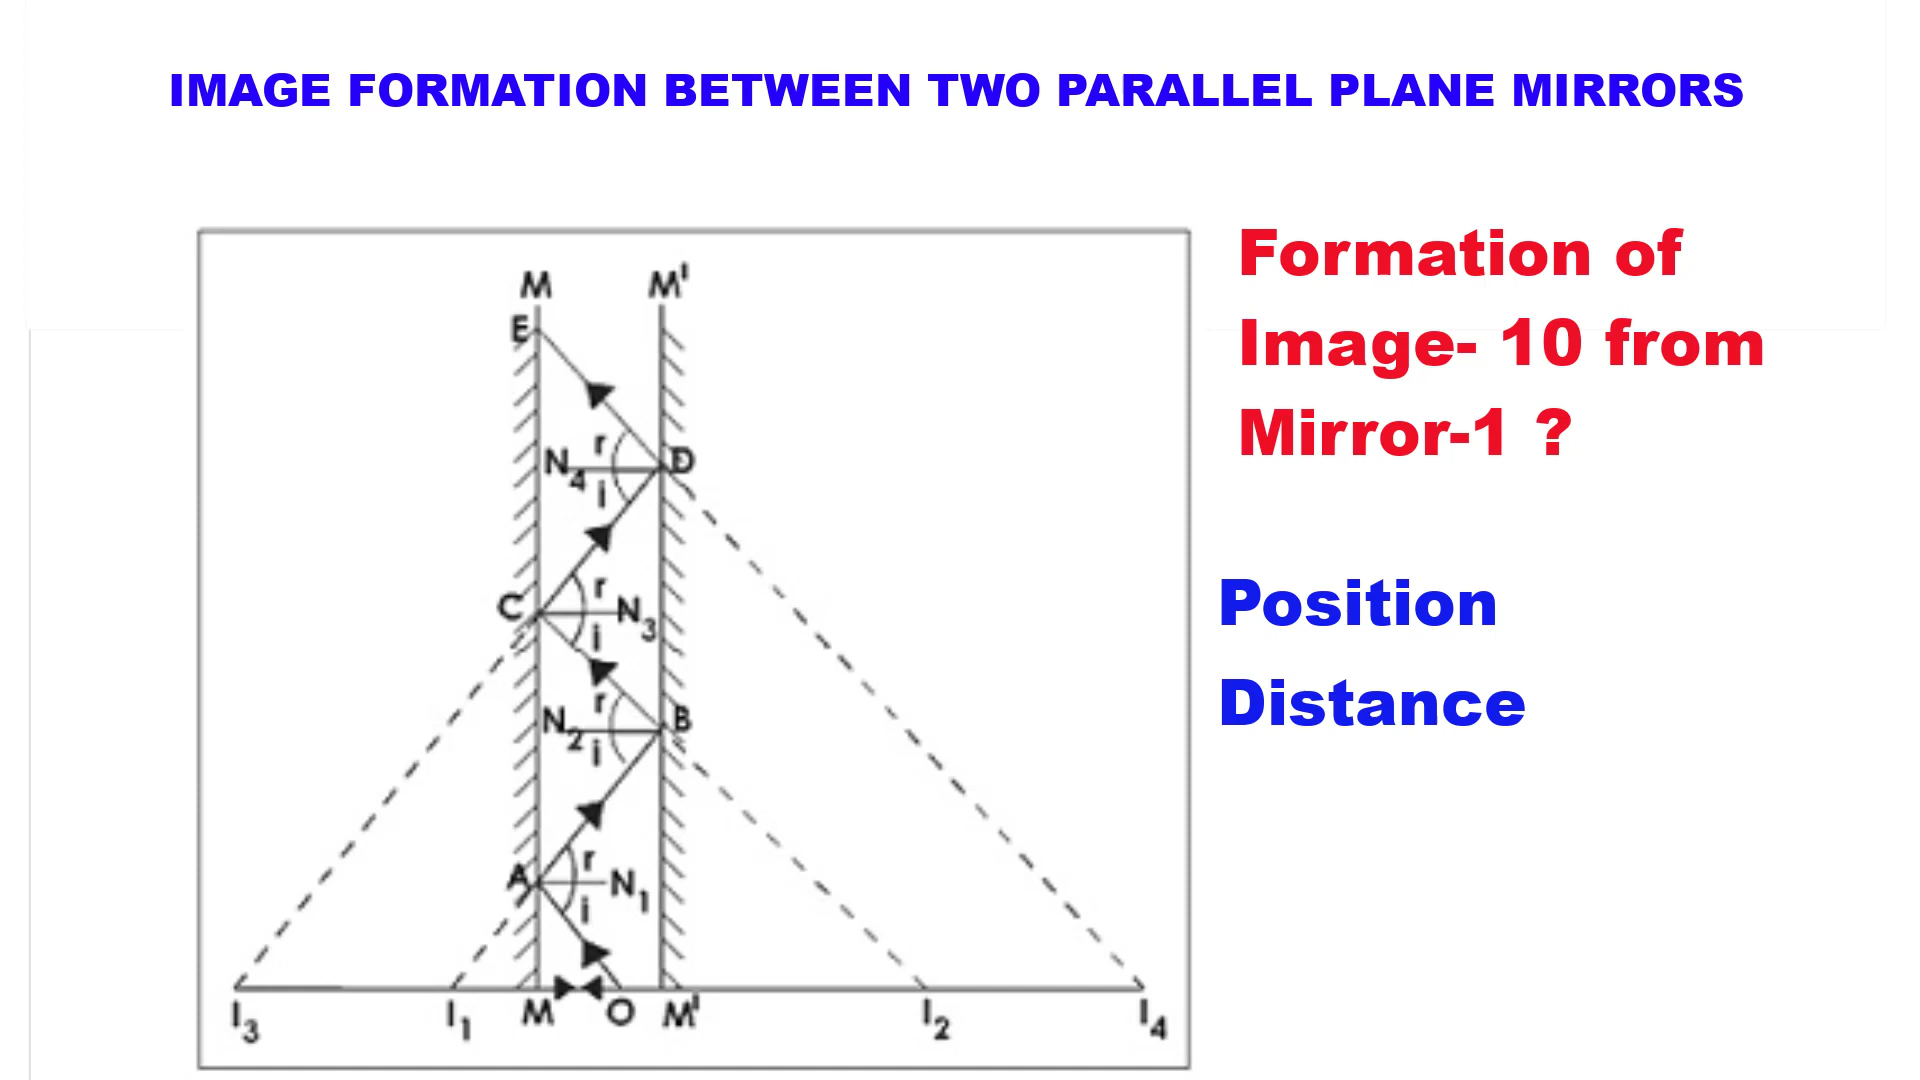 IMAGE FORMATION BETWEEN TWO PARALLEL PLANE MIRRORS
Formation of
Image- 10 from
Mirror-1 ?
Position
Distance
M M'
E
r
N4 D
i
r
C N3
i
r
N2 B
i
r
A N1
i
I3 I1 M O M' I2 I4